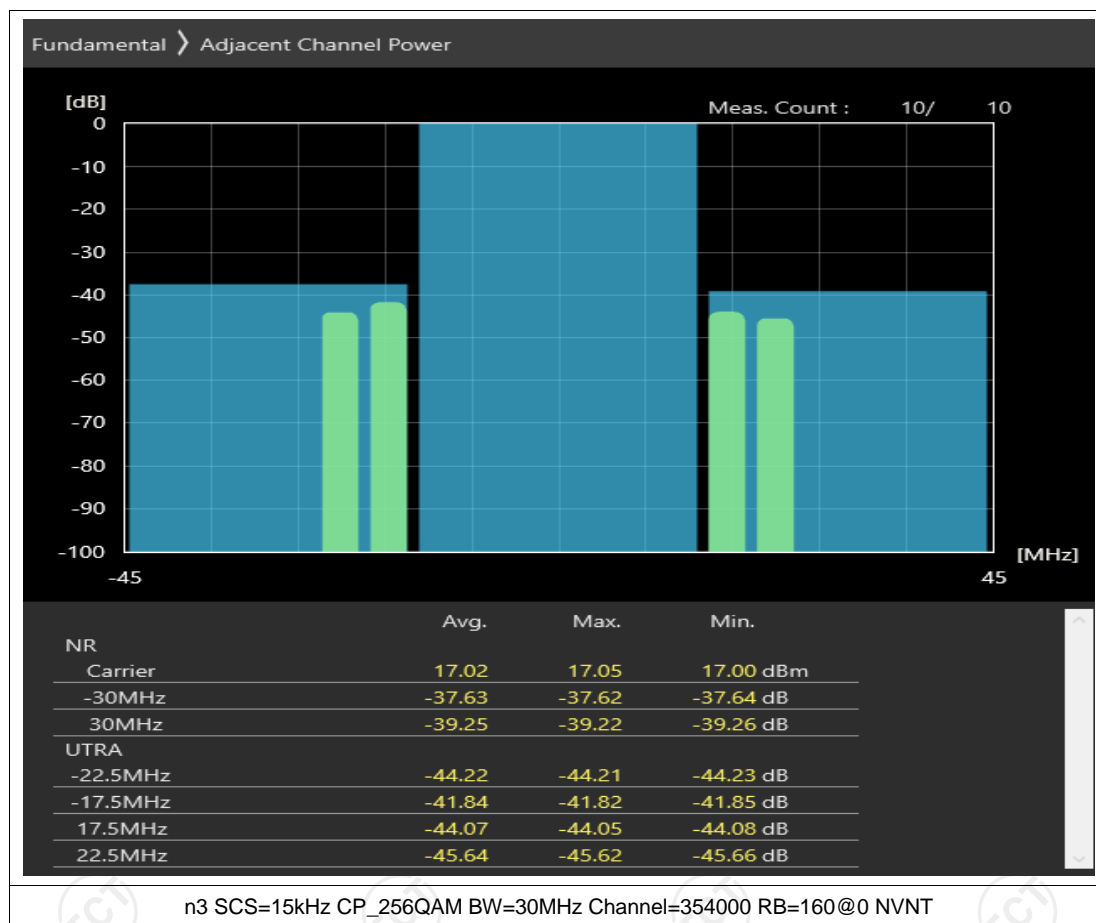 Fundamental ❯ Adjacent Channel Power
[dB]
Meas. Count : 10/ 10
0
-10
-20
-30
-40
-50
-60
-70
-80
-90
-100
[MHz]
-45 45
Avg. Max. Min.
NR
Carrier 17.02 17.05 17.00 dBm
-30MHz -37.63 -37.62 -37.64 dB
30MHz -39.25 -39.22 -39.26 dB
UTRA
-22.5MHz -44.22 -44.21 -44.23 dB
-17.5MHz -41.84 -41.82 -41.85 dB
17.5MHz -44.07 -44.05 -44.08 dB
22.5MHz -45.64 -45.62 -45.66 dB
n3 SCS=15kHz CP_256QAM BW=30MHz Channel=354000 RB=160@0 NVNT